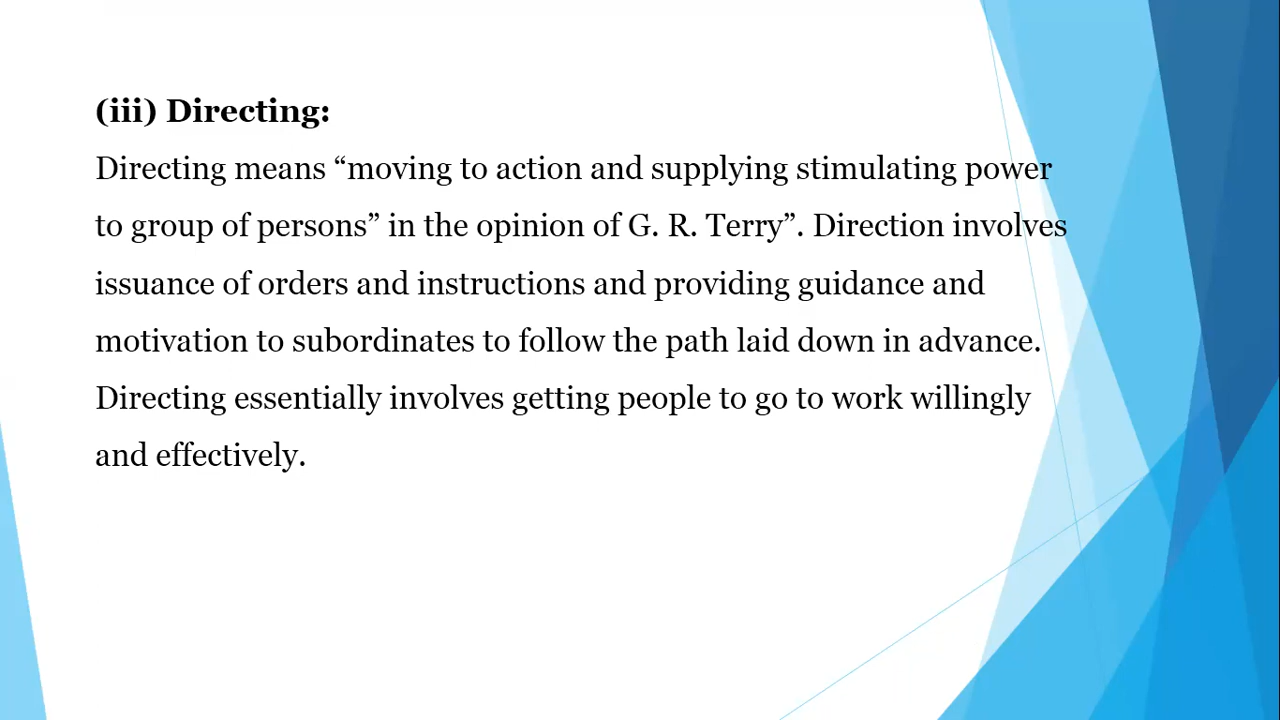 (iii) Directing:
Directing means “moving to action and supplying stimulating power
to group of persons” in the opinion of G. R. Terry”. Direction involves
issuance of orders and instructions and providing guidance and
motivation to subordinates to follow the path laid down in advance.
Directing essentially involves getting people to go to work willingly
and effectively.